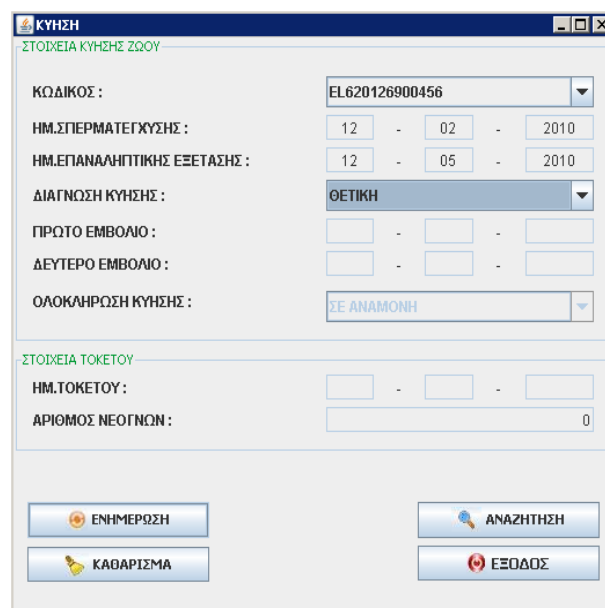 ΚΥΗΣΗ
ΣΤΟΙΧΕΙΑ ΚΥΗΣΗΣ ΖΩΟΥ
ΚΩΔΙΚΟΣ : EL620126900456
ΗΜ.ΣΠΕΡΜΑΤΕΓΧΥΣΗΣ : 12 - 02 - 2010
ΗΜ.ΕΠΑΝΑΛΗΠΤΙΚΗΣ ΕΞΕΤΑΣΗΣ : 12 - 05 - 2010
ΔΙΑΓΝΩΣΗ ΚΥΗΣΗΣ : ΘΕΤΙΚΗ
ΠΡΩΤΟ ΕΜΒΟΛΙΟ : - -
ΔΕΥΤΕΡΟ ΕΜΒΟΛΙΟ : - -
ΟΛΟΚΛΗΡΩΣΗ ΚΥΗΣΗΣ : ΣΕ ΑΝΑΜΟΝΗ
ΣΤΟΙΧΕΙΑ ΤΟΚΕΤΟΥ
ΗΜ.ΤΟΚΕΤΟΥ : - -
ΑΡΙΘΜΟΣ ΝΕΟΓΝΩΝ : 0
ΕΝΗΜΕΡΩΣΗ ΑΝΑΖΗΤΗΣΗ
ΚΑΘΑΡΙΣΜΑ ΕΞΟΔΟΣ